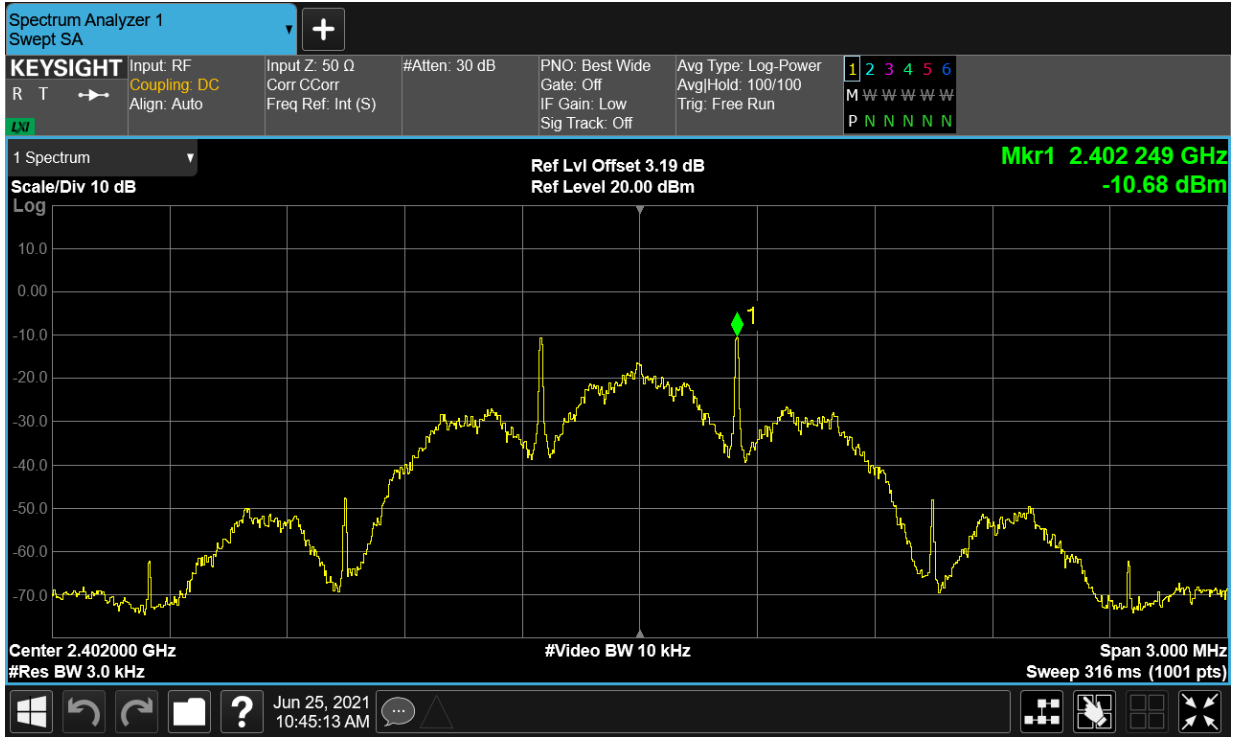 Spectrum Analyzer 1
Swept SA
+
KEYSIGHT
R T
LXI
Input: RF
Coupling: DC
Align: Auto
Input Z: 50 Ω
Corr CCorr
Freq Ref: Int (S)
#Atten: 30 dB
PNO: Best Wide
Gate: Off
IF Gain: Low
Sig Track: Off
Avg Type: Log-Power
Avg|Hold: 100/100
Trig: Free Run
1 2 3 4 5 6
M W W W W W
P N N N N N
1 Spectrum
Scale/Div 10 dB
Log
Ref Lvl Offset 3.19 dB
Ref Level 20.00 dBm
Mkr1 2.402 249 GHz
-10.68 dBm
10.0
0.00
-10.0
-20.0
-30.0
-40.0
-50.0
-60.0
-70.0
1
Center 2.402000 GHz
#Video BW 10 kHz
Span 3.000 MHz
#Res BW 3.0 kHz
Sweep 316 ms (1001 pts)
?
Jun 25, 2021
10:45:13 AM